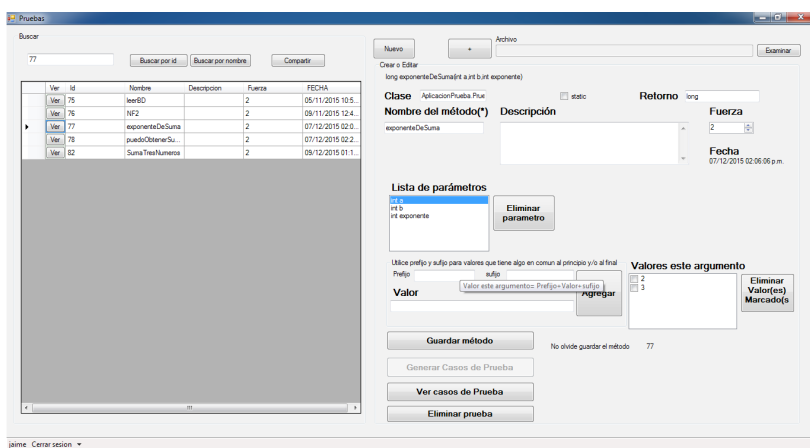 Pruebas
Buscar
77
Buscar por id
Buscar por nombre
Compartir
Ver Id Nombre Descripcion Fuerza FECHA
Ver 75 leerBD 2 05/11/2015 10:5...
Ver 76 NF2 2 09/11/2015 12:4...
Ver 77 exponenteDeSuma 2 07/12/2015 02:0...
Ver 78 puedoObtenerSu... 2 07/12/2015 02:2...
Ver 82 SumaTresNumeros 2 09/12/2015 01:1...
Nuevo
+
Archivo
Examinar
Crear o Editar
long exponenteDeSuma(int a,int b,int exponente)
Clase AplicacionPrueba.Prue static Retorno long
Nombre del método(*) Descripción Fuerza
exponenteDeSuma 2
Fecha
07/12/2015 02:06:06 p.m.
Lista de parámetros
int a
int b
int exponente
Eliminar
parametro
Utilice prefijo y sufijo para valores que tiene algo en comun al principio y/o al final
Prefijo sufijo
Valor este argumento= Prefijo+Valor+sufijo
Valor
Agregar
Valores este argumento
2
3
Eliminar
Valor(es)
Marcado(s
Guardar método
No olvide guardar el método 77
Generar Casos de Prueba
Ver casos de Prueba
Eliminar prueba
jaime Cerrar sesion